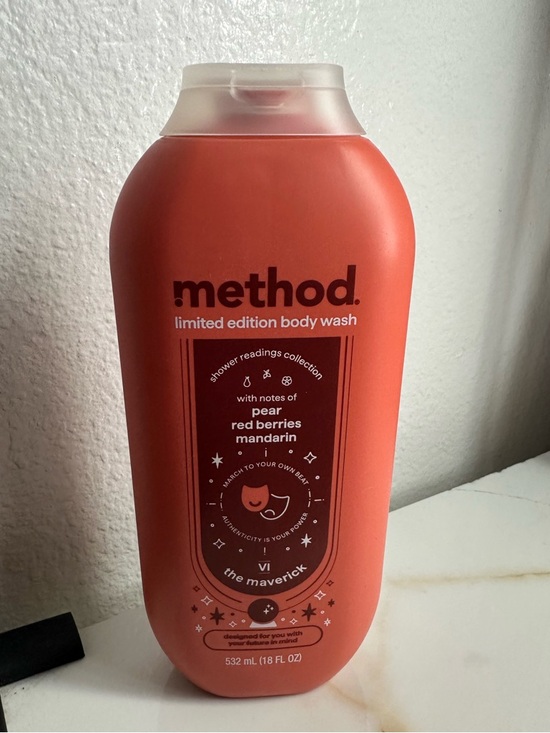 method.
limited edition body wash
shower readings collection
with notes of
pear
red berries
mandarin
MARCH TO YOUR OWN BEAT
AUTHENTICITY IS YOUR POWER
VI
the maverick
designed for you with
your future in mind
532 mL (18 FL OZ)